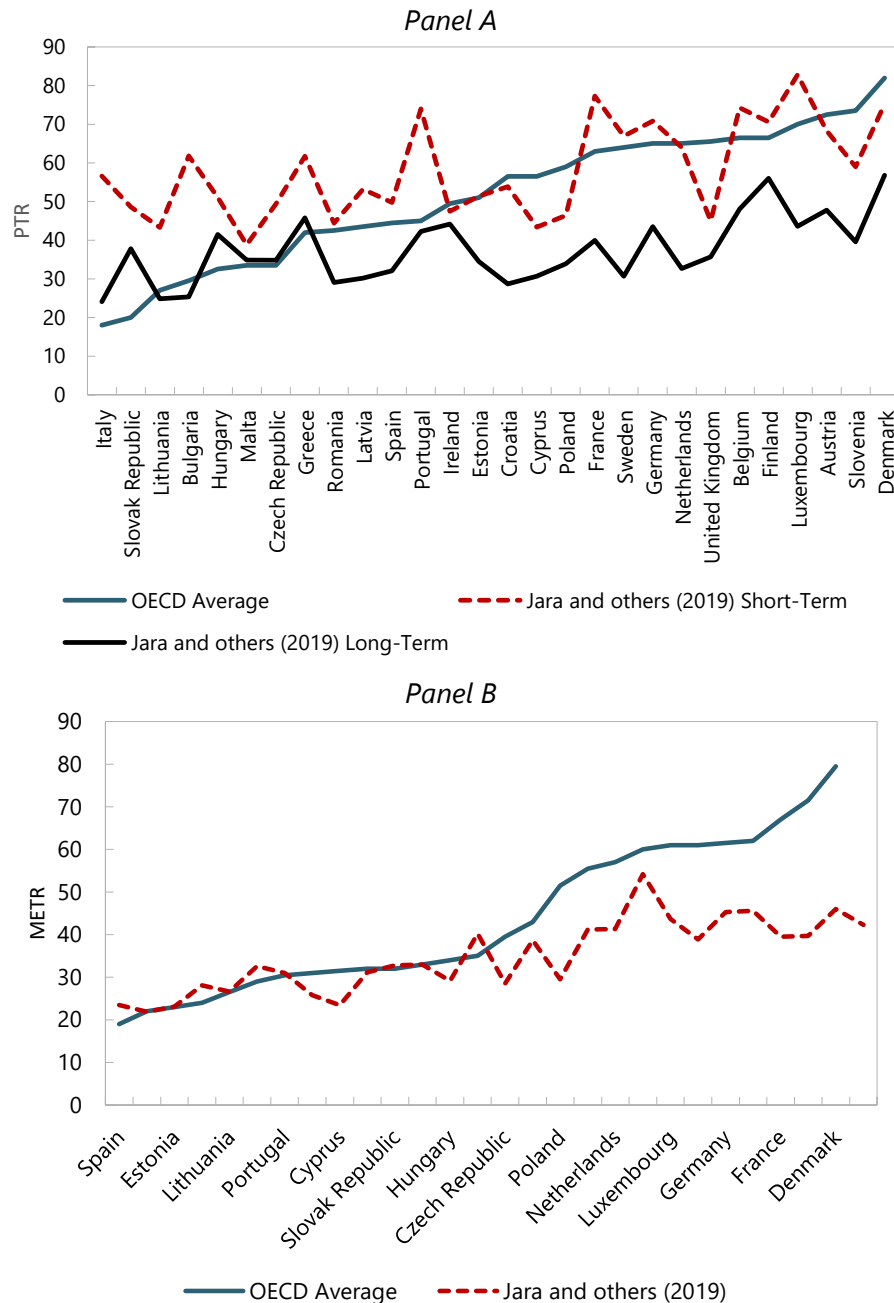 Panel A
90
80
70
60
50
40
30
20
10
0
PTR
Italy
Slovak Republic
Lithuania
Bulgaria
Hungary
Malta
Czech Republic
Greece
Romania
Latvia
Spain
Portugal
Ireland
Estonia
Croatia
Cyprus
Poland
France
Sweden
Germany
Netherlands
United Kingdom
Belgium
Finland
Luxembourg
Austria
Slovenia
Denmark
OECD Average
Jara and others (2019) Short-Term
Jara and others (2019) Long-Term
Panel B
90
80
70
60
50
40
30
20
10
0
METR
Spain
Estonia
Lithuania
Portugal
Cyprus
Slovak Republic
Hungary
Czech Republic
Poland
Netherlands
Luxembourg
Germany
France
Denmark
OECD Average
Jara and others (2019)